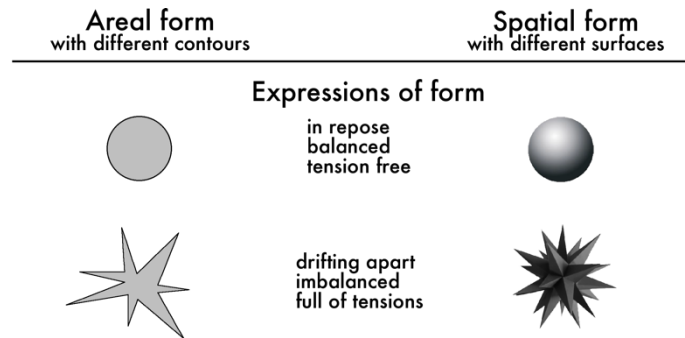 Areal form
with different contours
Spatial form
with different surfaces
Expressions of form
in repose
balanced
tension free
drifting apart
imbalanced
full of tensions